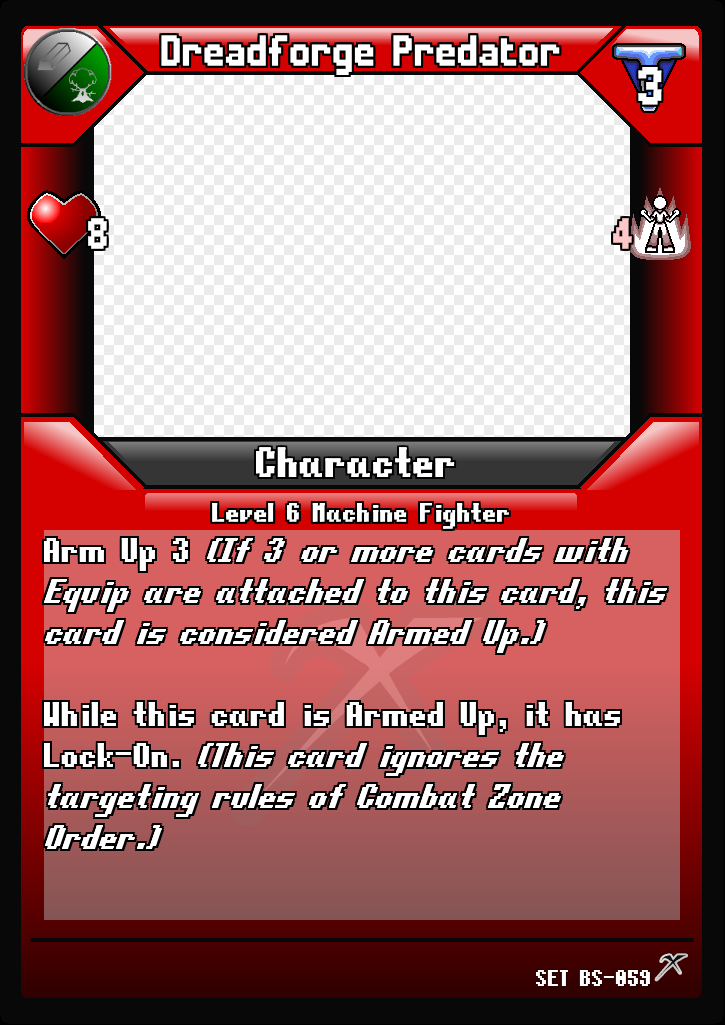 Dreadforge Predator
3
8
4
Character
Level 6 Machine Fighter
Arm Up 3 (If 3 or more cards with
Equip are attached to this card, this
card is considered Armed Up.)
While this card is Armed Up, it has
Lock-On. (This card ignores the
targeting rules of Combat Zone
Order.)
SET BS-059